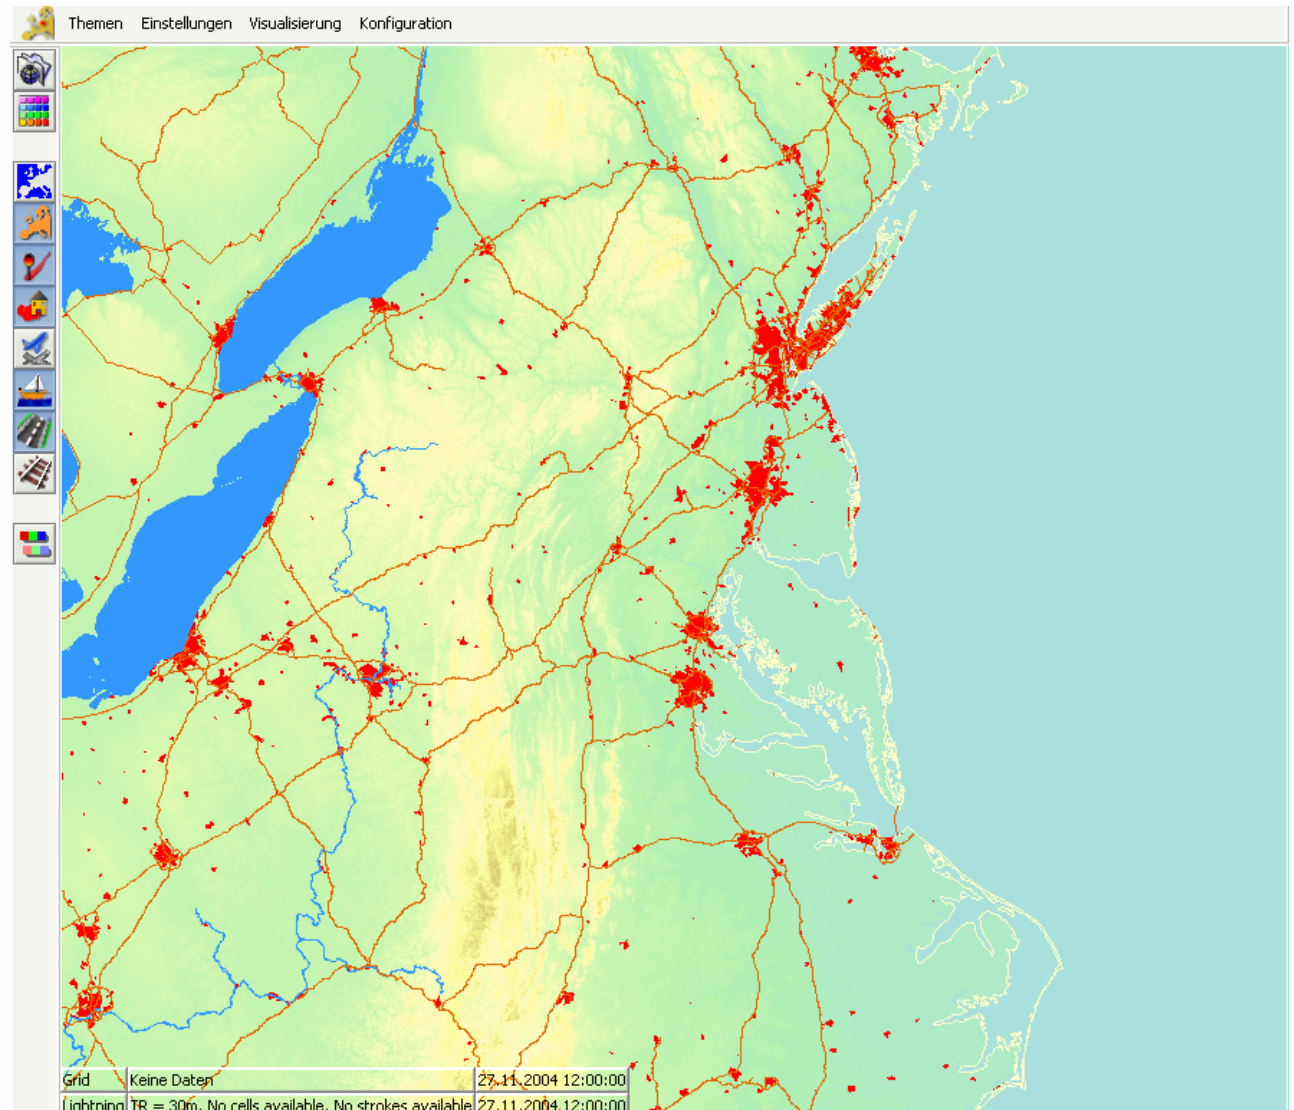 Themen Einstellungen Visualisierung Konfiguration
Grid Keine Daten 27.11.2004 12:00:00
Lightning TR = 30m, No cells available, No strokes available 27.11.2004 12:00:00